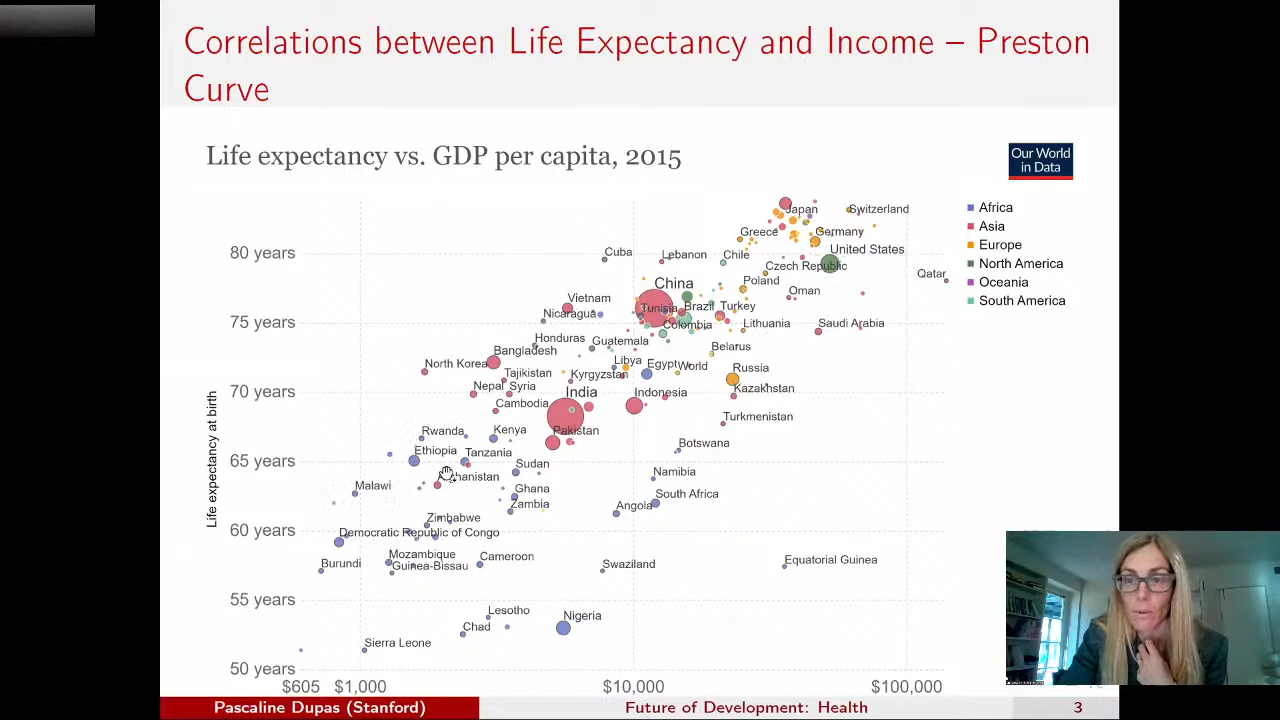 Correlations between Life Expectancy and Income – Preston
Curve
Life expectancy vs. GDP per capita, 2015
Our World
in Data
Africa
Asia
Europe
North America
Oceania
South America
Life expectancy at birth
80 years
75 years
70 years
65 years
60 years
55 years
50 years
Japan
Switzerland
Greece
Germany
United States
Cuba
Lebanon
Chile
Czech Republic
Qatar
China
Poland
Oman
Vietnam
Tunisia
Brazil
Turkey
Nicaragua
Colombia
Lithuania
Saudi Arabia
Honduras
Guatemala
Bangladesh
Belarus
North Korea
Libya
Egypt
World
Russia
Tajikistan
Kyrgyzstan
Nepal
Syria
India
Indonesia
Kazakhstan
Cambodia
Turkmenistan
Rwanda
Kenya
Pakistan
Botswana
Ethiopia
Tanzania
Sudan
Namibia
Malawi
Ghana
South Africa
Zambia
Angola
Zimbabwe
Democratic Republic of Congo
Mozambique
Cameroon
Burundi
Guinea-Bissau
Swaziland
Equatorial Guinea
Lesotho
Nigeria
Chad
Sierra Leone
$605
$1,000
$10,000
$100,000
Pascaline Dupas (Stanford)
Future of Development: Health
3